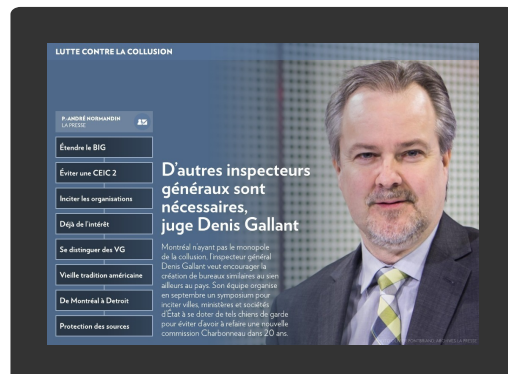 LUTTE CONTRE LA COLLUSION
P.-ANDRÉ NORMANDIN
LA PRESSE
Étendre le BIG
Éviter une CEIC 2
Inciter les organisations
Déjà de l'intérêt
Se distinguer des VG
Vieille tradition américaine
De Montréal à Detroit
Protection des sources
D'autres inspecteurs
généraux sont
nécessaires,
juge Denis Gallant
Montréal n'ayant pas le monopole
de la collusion, l'inspecteur général
Denis Gallant veut encourager la
création de bureaux similaires au sien
ailleurs au pays. Son équipe organise
en septembre un symposium pour
inciter villes, ministères et sociétés
d'État à se doter de tels chiens de garde
pour éviter d'avoir à refaire une nouvelle
commission Charbonneau dans 20 ans.
ARCHIVES LA PRESSE